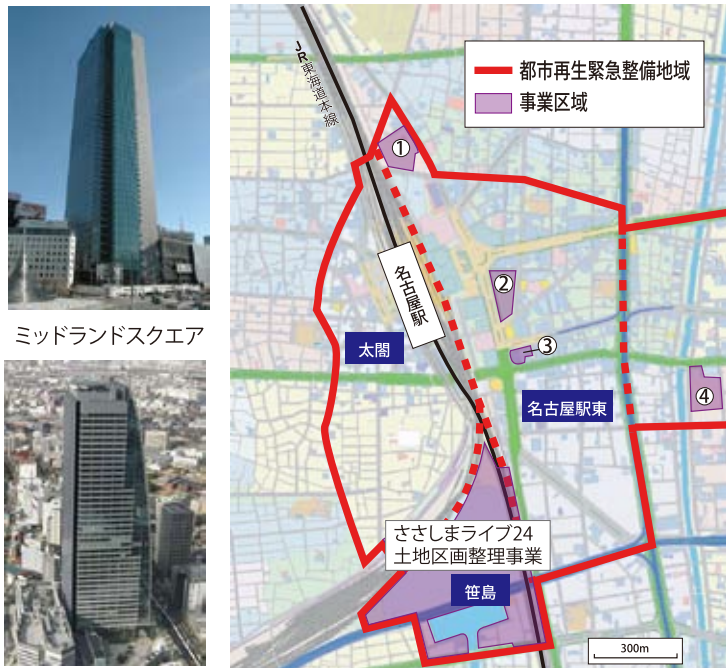 ミッドランドスクエア
JR東海道本線
都市再生緊急整備地域
事業区域
①
名古屋駅
②
太閤
③
④
名古屋駅東
ささしまライブ24
土地区画整理事業
笹島
300m